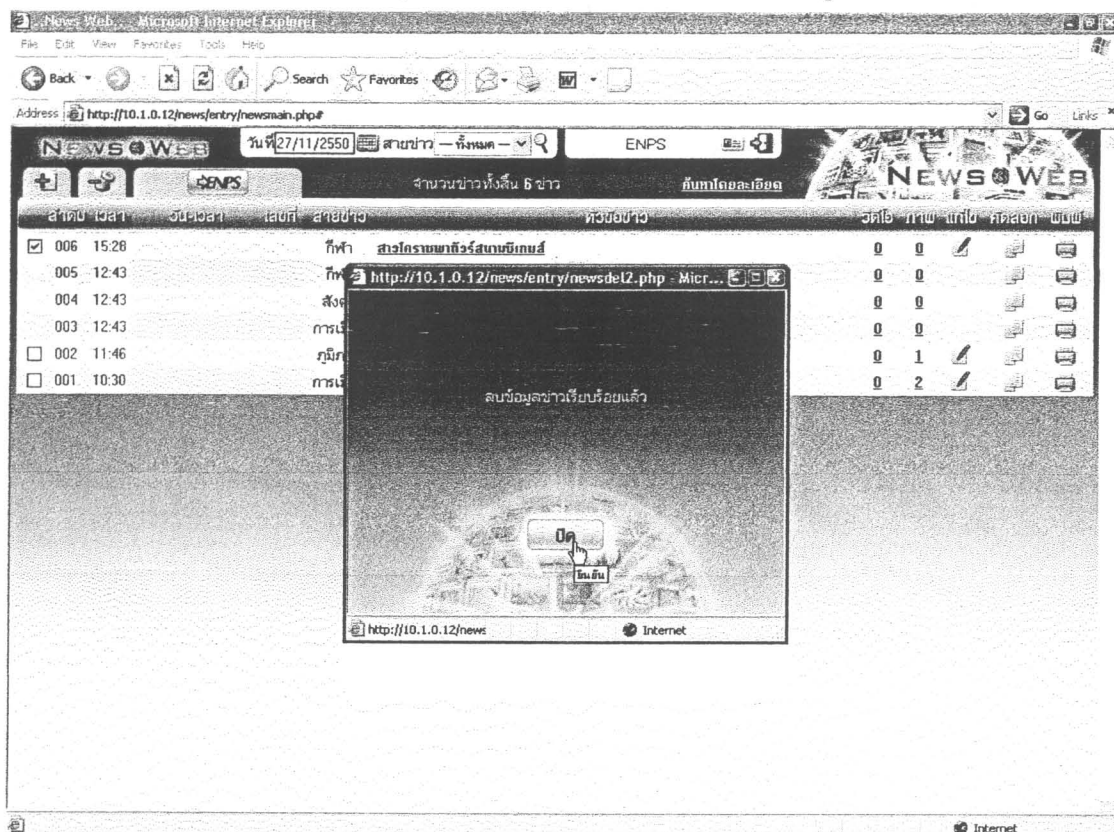 ...News Web.... Microsoft Internet Explorer
File Edit View Favorites Tools Help
Back Search Favorites
Address http://10.1.0.12/news/entry/newsmain.php# Go Links
NEWS@WEB วันที่ 27/11/2550 สายข่าว — ทั้งหมด — ENPS
ENPS จำนวนข่าวทั้งสิ้น 6 ข่าว ค้นหาโดยละเอียด NEWS@WEB
ลำดับ เวลา วัน-เวลา เลขที่ สายข่าว หัวข้อข่าว วิดีโอ ภาพ แก้ไข คัดลอก พิมพ์
006 15:28 กีฬา สาวโคราชพาทัวร์สนามซีเกมส์ 0 0
005 12:43 0 0
004 12:43 0 0
003 12:43 0 0
002 11:46 0 1
001 10:30 0 2
http://10.1.0.12/news/entry/newsdel2.php - Micr...
ลบข้อมูลข่าวเรียบร้อยแล้ว
ปิด
ยืนยัน
http://10.1.0.12/news Internet
Internet